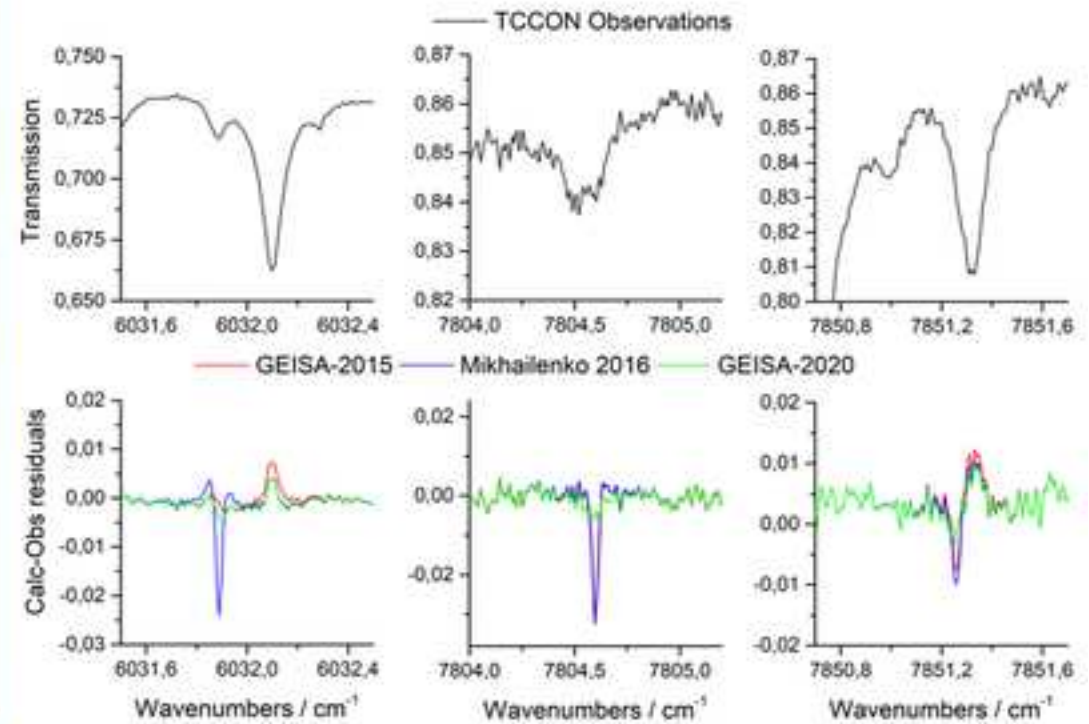 TCCON Observations
0,750
0,725
0,700
0,675
0,650
Transmission
6031,6 6032,0 6032,4
0,87
0,86
0,85
0,84
0,83
0,82
7804,0 7804,5 7805,0
0,87
0,86
0,85
0,84
0,83
0,82
0,81
0,80
7850,8 7851,2 7851,6
GEISA-2015 Mikhailenko 2016 GEISA-2020
0,02
0,01
0,00
-0,01
-0,02
-0,03
Calc-Obs residuals
6031,6 6032,0 6032,4
Wavenumbers / cm⁻¹
0,02
0,00
-0,02
7804,0 7804,5 7805,0
Wavenumbers / cm⁻¹
0,02
0,01
0,00
-0,01
-0,02
7850,8 7851,2 7851,6
Wavenumbers / cm⁻¹